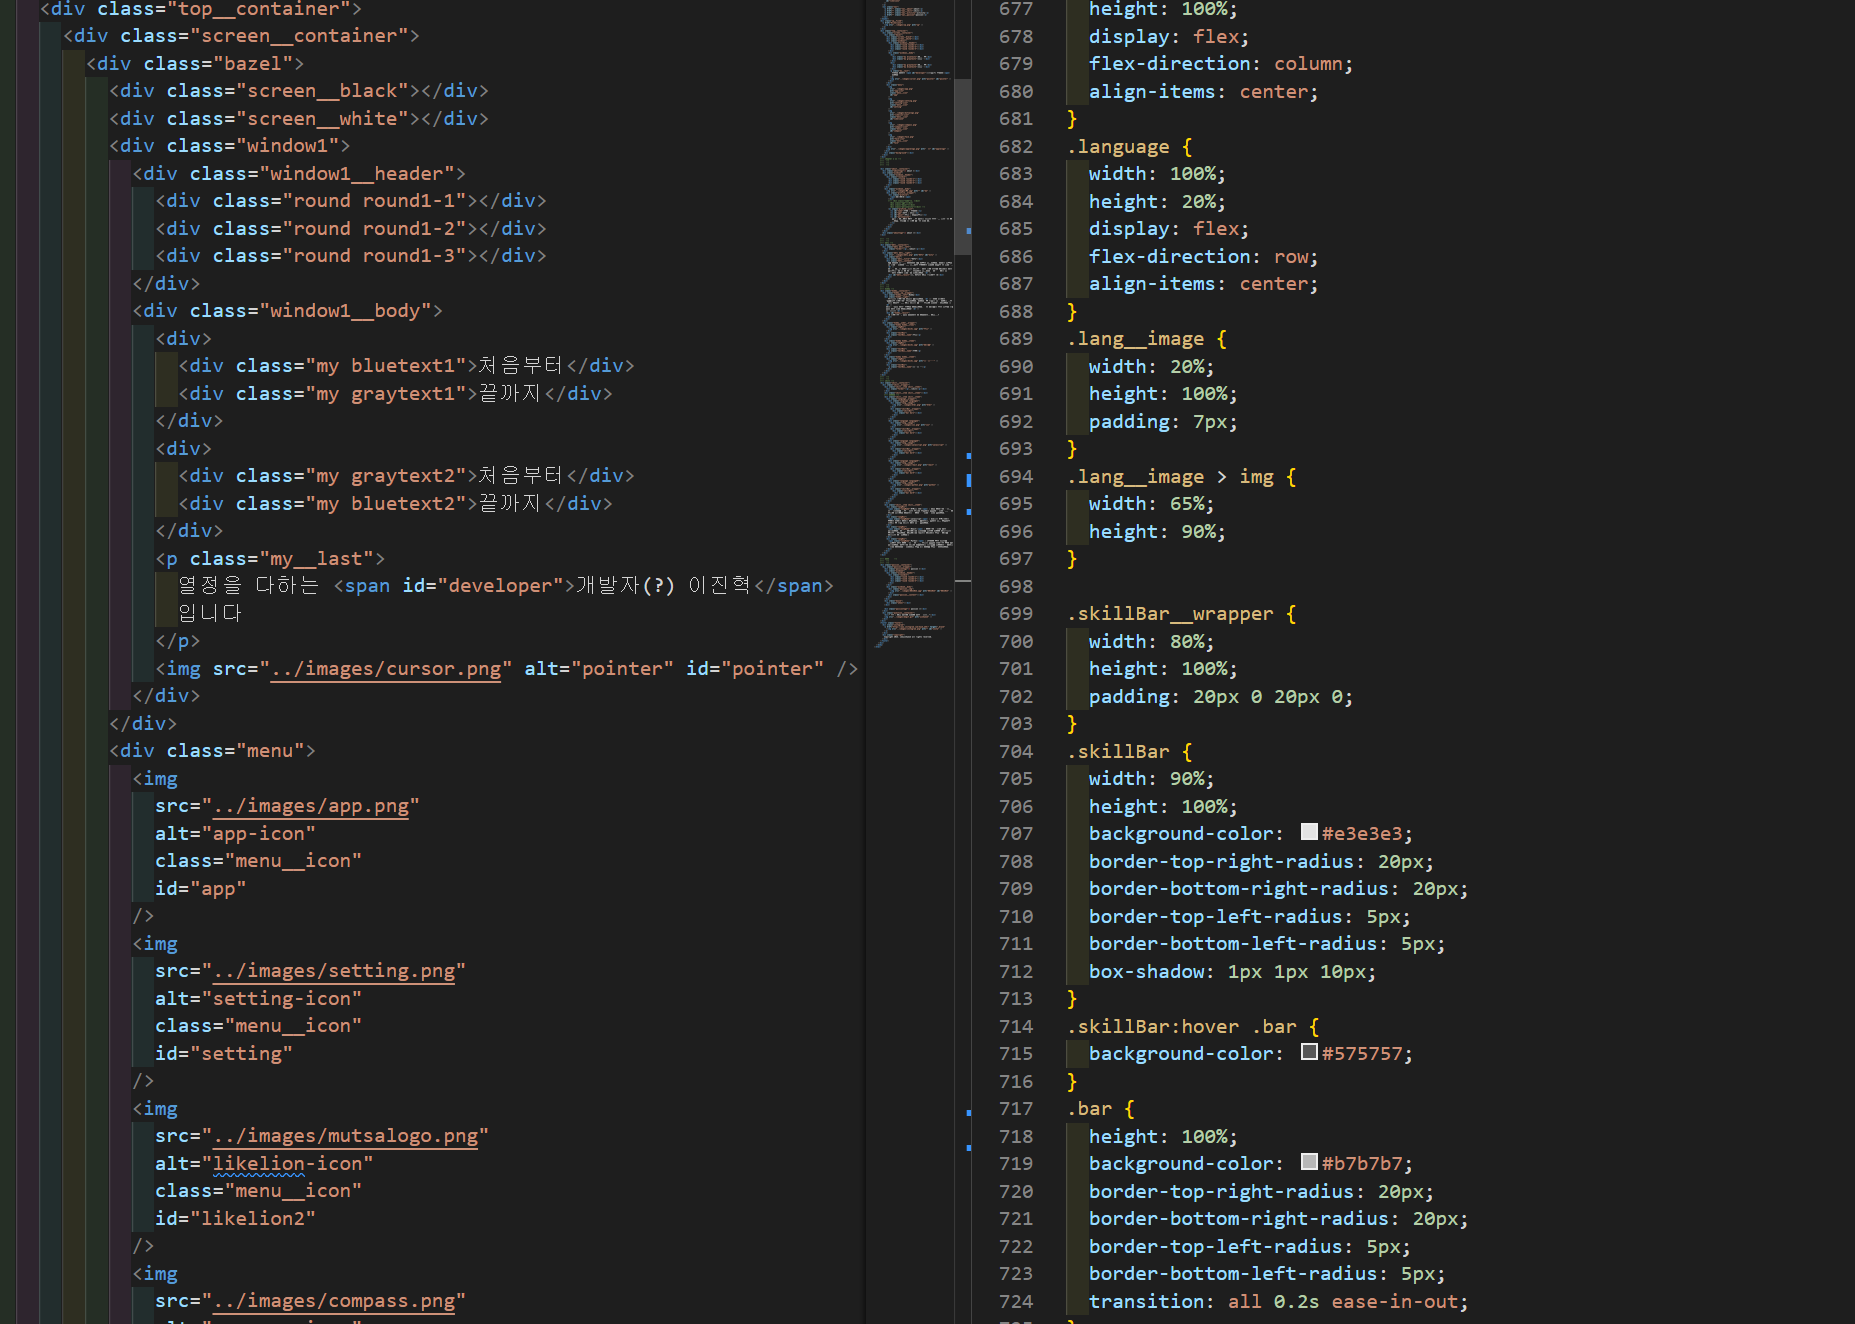 <div class="top__container">
<div class="screen__container">
<div class="bazel">
<div class="screen__black"></div>
<div class="screen__white"></div>
<div class="window1">
<div class="window1__header">
<div class="round round1-1"></div>
<div class="round round1-2"></div>
<div class="round round1-3"></div>
</div>
<div class="window1__body">
<div>
<div class="my bluetext1">처음부터</div>
<div class="my graytext1">끝까지</div>
</div>
<div>
<div class="my graytext2">처음부터</div>
<div class="my bluetext2">끝까지</div>
</div>
<p class="my__last">
열정을 다하는 <span id="developer">개발자(?) 이진혁</span>
입니다
</p>
<img src="../images/cursor.png" alt="pointer" id="pointer" />
</div>
</div>
<div class="menu">
<img
src="../images/app.png"
alt="app-icon"
class="menu__icon"
id="app"
/>
<img
src="../images/setting.png"
alt="setting-icon"
class="menu__icon"
id="setting"
/>
<img
src="../images/mutsalogo.png"
alt="likelion-icon"
class="menu__icon"
id="likelion2"
/>
<img
src="../images/compass.png"
677 height: 100%;
678 display: flex;
679 flex-direction: column;
680 align-items: center;
681 }
682 .language {
683 width: 100%;
684 height: 20%;
685 display: flex;
686 flex-direction: row;
687 align-items: center;
688 }
689 .lang__image {
690 width: 20%;
691 height: 100%;
692 padding: 7px;
693 }
694 .lang__image > img {
695 width: 65%;
696 height: 90%;
697 }
698
699 .skillBar__wrapper {
700 width: 80%;
701 height: 100%;
702 padding: 20px 0 20px 0;
703 }
704 .skillBar {
705 width: 90%;
706 height: 100%;
707 background-color: #e3e3e3;
708 border-top-right-radius: 20px;
709 border-bottom-right-radius: 20px;
710 border-top-left-radius: 5px;
711 border-bottom-left-radius: 5px;
712 box-shadow: 1px 1px 10px;
713 }
714 .skillBar:hover .bar {
715 background-color: #575757;
716 }
717 .bar {
718 height: 100%;
719 background-color: #b7b7b7;
720 border-top-right-radius: 20px;
721 border-bottom-right-radius: 20px;
722 border-top-left-radius: 5px;
723 border-bottom-left-radius: 5px;
724 transition: all 0.2s ease-in-out;